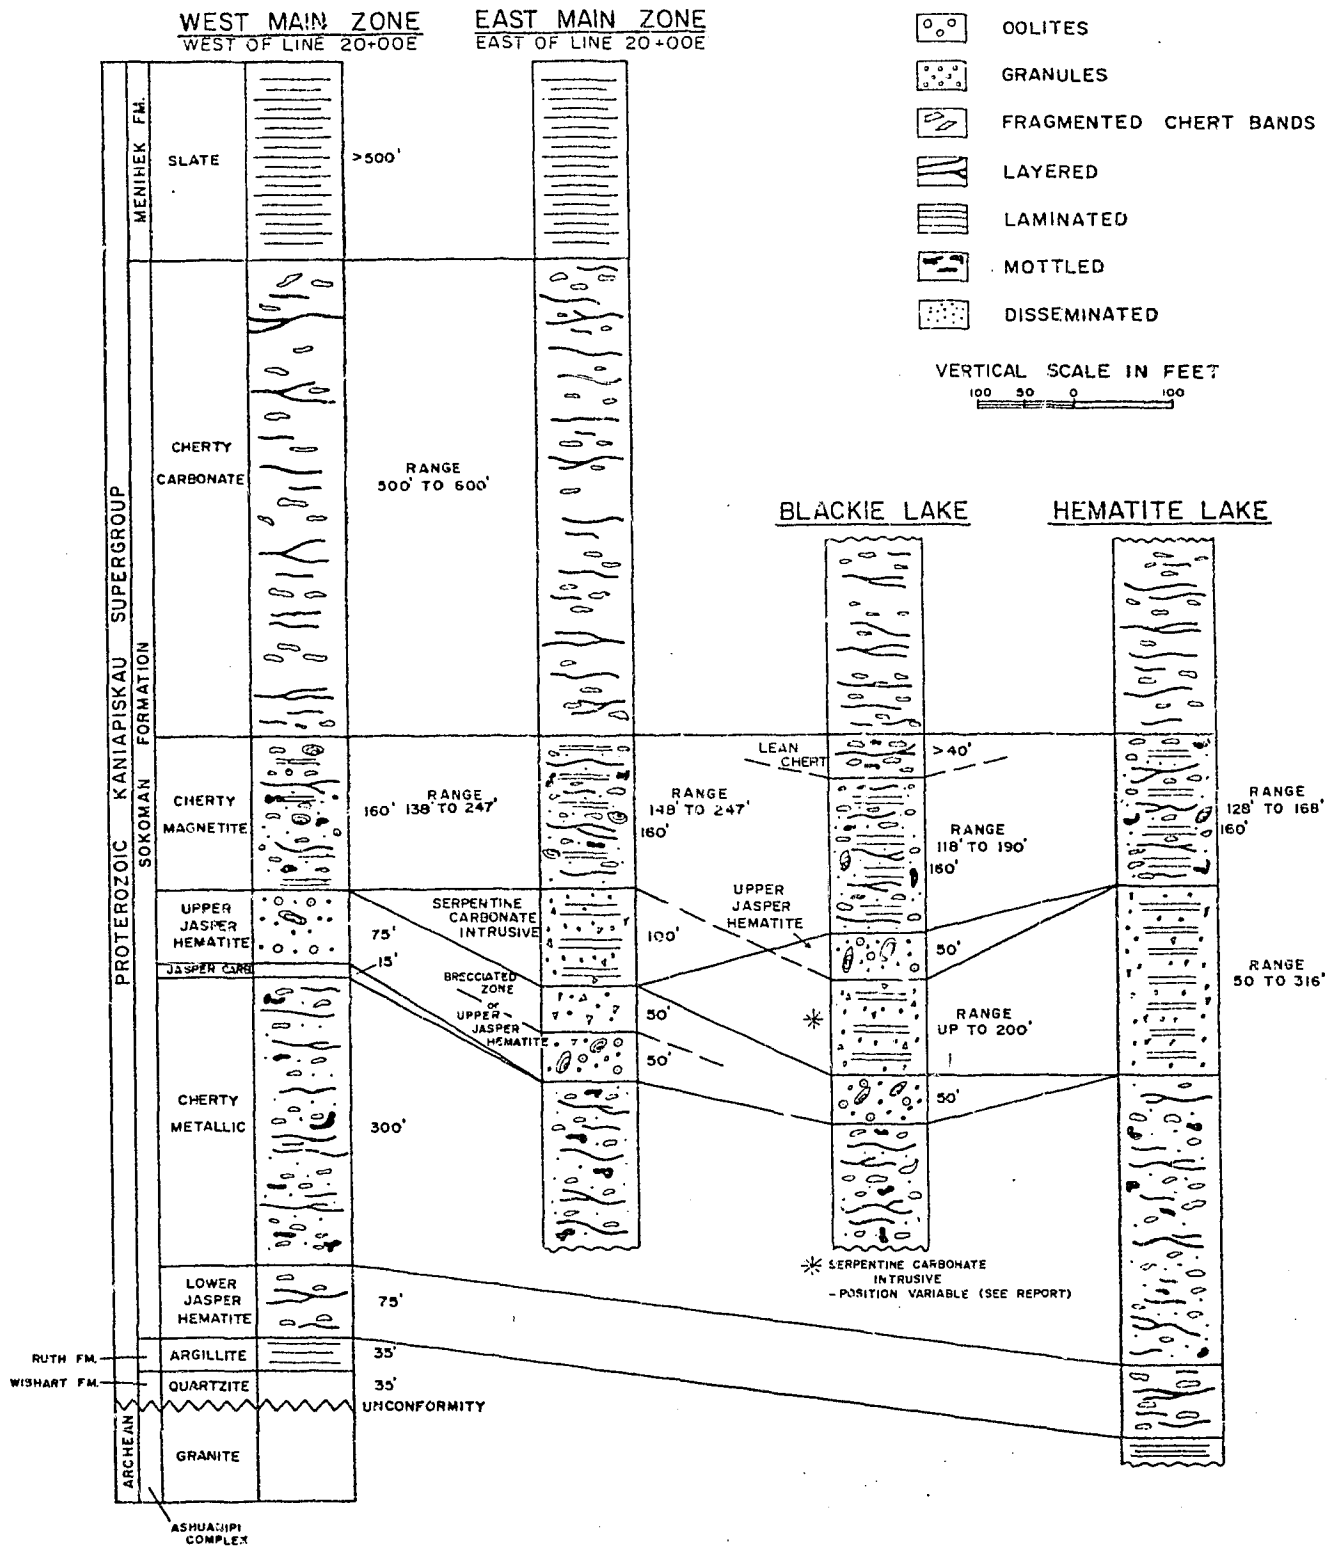 WEST MAIN ZONE
WEST OF LINE 20+00E
EAST MAIN ZONE
EAST OF LINE 20+00E
OOLITES
GRANULES
FRAGMENTED CHERT BANDS
LAYERED
LAMINATED
MOTTLED
DISSEMINATED
VERTICAL SCALE IN FEET
100 50 0 100
PROTEROZOIC KANIAPISKAU SUPERGROUP
MENIHEK FM.
SLATE
>500'
SOKOMAN FORMATION
CHERTY
CARBONATE
RANGE
500' TO 600'
BLACKIE LAKE
HEMATITE LAKE
LEAN
CHERT
>40'
CHERTY
MAGNETITE
160'
RANGE
138' TO 247'
RANGE
148' TO 247'
160'
RANGE
118' TO 190'
160'
RANGE
128' TO 168'
160'
UPPER
JASPER
HEMATITE
75'
SERPENTINE
CARBONATE
INTRUSIVE
100'
UPPER
JASPER
HEMATITE
50'
JASPER CARB
15'
BRECCIATED
ZONE
or
UPPER
JASPER
HEMATITE
50'
50'
RANGE
UP TO 200'
50'
RANGE
50 TO 316'
CHERTY
METALLIC
300'
SERPENTINE CARBONATE
INTRUSIVE
-POSITION VARIABLE (SEE REPORT)
LOWER
JASPER
HEMATITE
75'
RUTH FM.
ARGILLITE
35'
WISHART FM.
QUARTZITE
35'
UNCONFORMITY
ARCHEAN
GRANITE
ASHUANIPI
COMPLEX